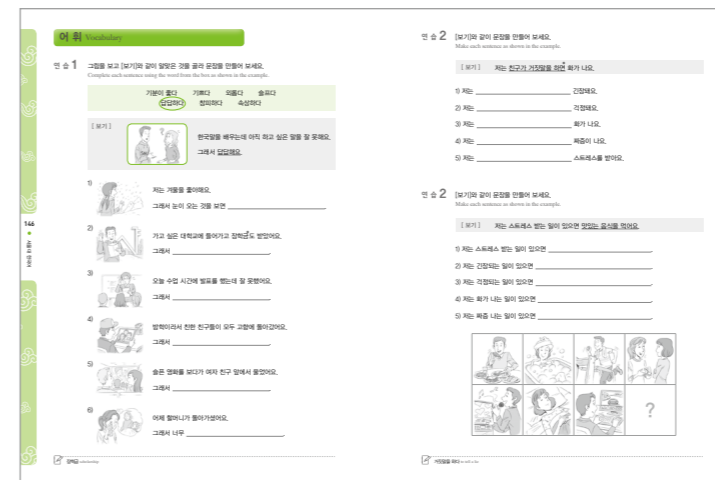 어 휘 Vocabulary
연 습 1 그림을 보고 [보기]와 같이 알맞은 것을 골라 문장을 만들어 보세요.
Complete each sentence using the word from the box as shown in the example.
기분이 좋다 기쁘다 외롭다 슬프다
답답하다 창피하다 속상하다
[보기]
한국말을 배우는데 아직 하고 싶은 말을 잘 못해요.
그래서 답답해요.
1)
저는 겨울을 좋아해요.
그래서 눈이 오는 것을 보면 .
2)
가고 싶은 대학교에 들어가고 장학금도 받았어요.
그래서 .
3)
오늘 수업 시간에 발표를 했는데 잘 못했어요.
그래서 .
4)
방학이라서 친한 친구들이 모두 고향에 돌아갔어요.
그래서 .
5)
슬픈 영화를 보다가 여자 친구 앞에서 울었어요.
그래서 .
6)
어제 할머니가 돌아가셨어요.
그래서 너무 .
장학금 scholarship
146
연 습 2 [보기]와 같이 문장을 만들어 보세요.
Make each sentence as shown in the example.
[보기] 저는 친구가 거짓말을 하면 화가 나요.
1) 저는 긴장돼요.
2) 저는 걱정돼요.
3) 저는 화가 나요.
4) 저는 짜증이 나요.
5) 저는 스트레스를 받아요.
연 습 2 [보기]와 같이 문장을 만들어 보세요.
Make each sentence as shown in the example.
[보기] 저는 스트레스 받는 일이 있으면 맛있는 음식을 먹어요.
1) 저는 스트레스 받는 일이 있으면 .
2) 저는 긴장되는 일이 있으면 .
3) 저는 걱정되는 일이 있으면 .
4) 저는 화가 나는 일이 있으면 .
5) 저는 짜증 나는 일이 있으면 .
?
거짓말을 하다 to tell a lie